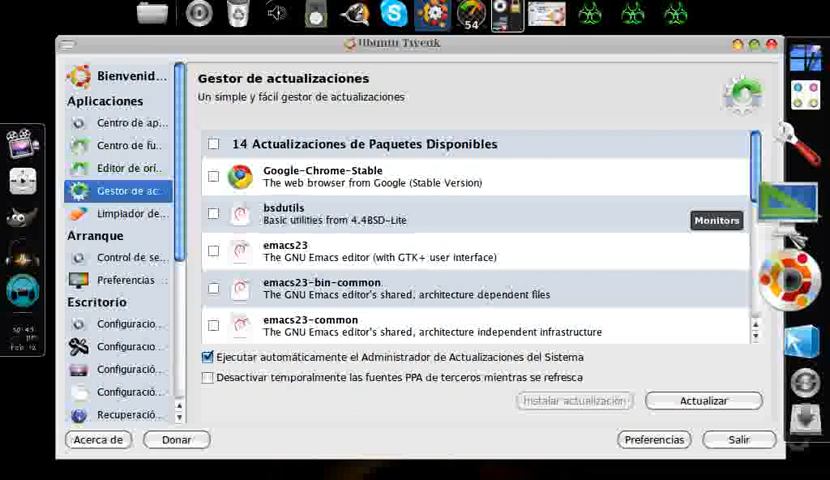 54
Ubuntu Tweak
Bienvenid...
Aplicaciones
Centro de ap...
Centro de fu...
Editor de orí...
Gestor de ac...
Limpiador de...
Arranque
Control de se...
Preferencias
Escritorio
Configuracio...
Configuració...
Configuració...
Configuració...
Recuperació...
Gestor de actualizaciones
Un simple y fácil gestor de actualizaciones
14 Actualizaciones de Paquetes Disponibles
Google-Chrome-Stable
The web browser from Google (Stable Version)
bsdutils
Basic utilities from 4.4BSD-Lite
Monitors
emacs23
The GNU Emacs editor (with GTK+ user interface)
emacs23-bin-common
The GNU Emacs editor's shared, architecture dependent files
emacs23-common
The GNU Emacs editor's shared, architecture independent infrastructure
Ejecutar automáticamente el Administrador de Actualizaciones del Sistema
Desactivar temporalmente las fuentes PPA de terceros mientras se refresca
Instalar actualización
Actualizar
Acerca de
Donar
Preferencias
Salir